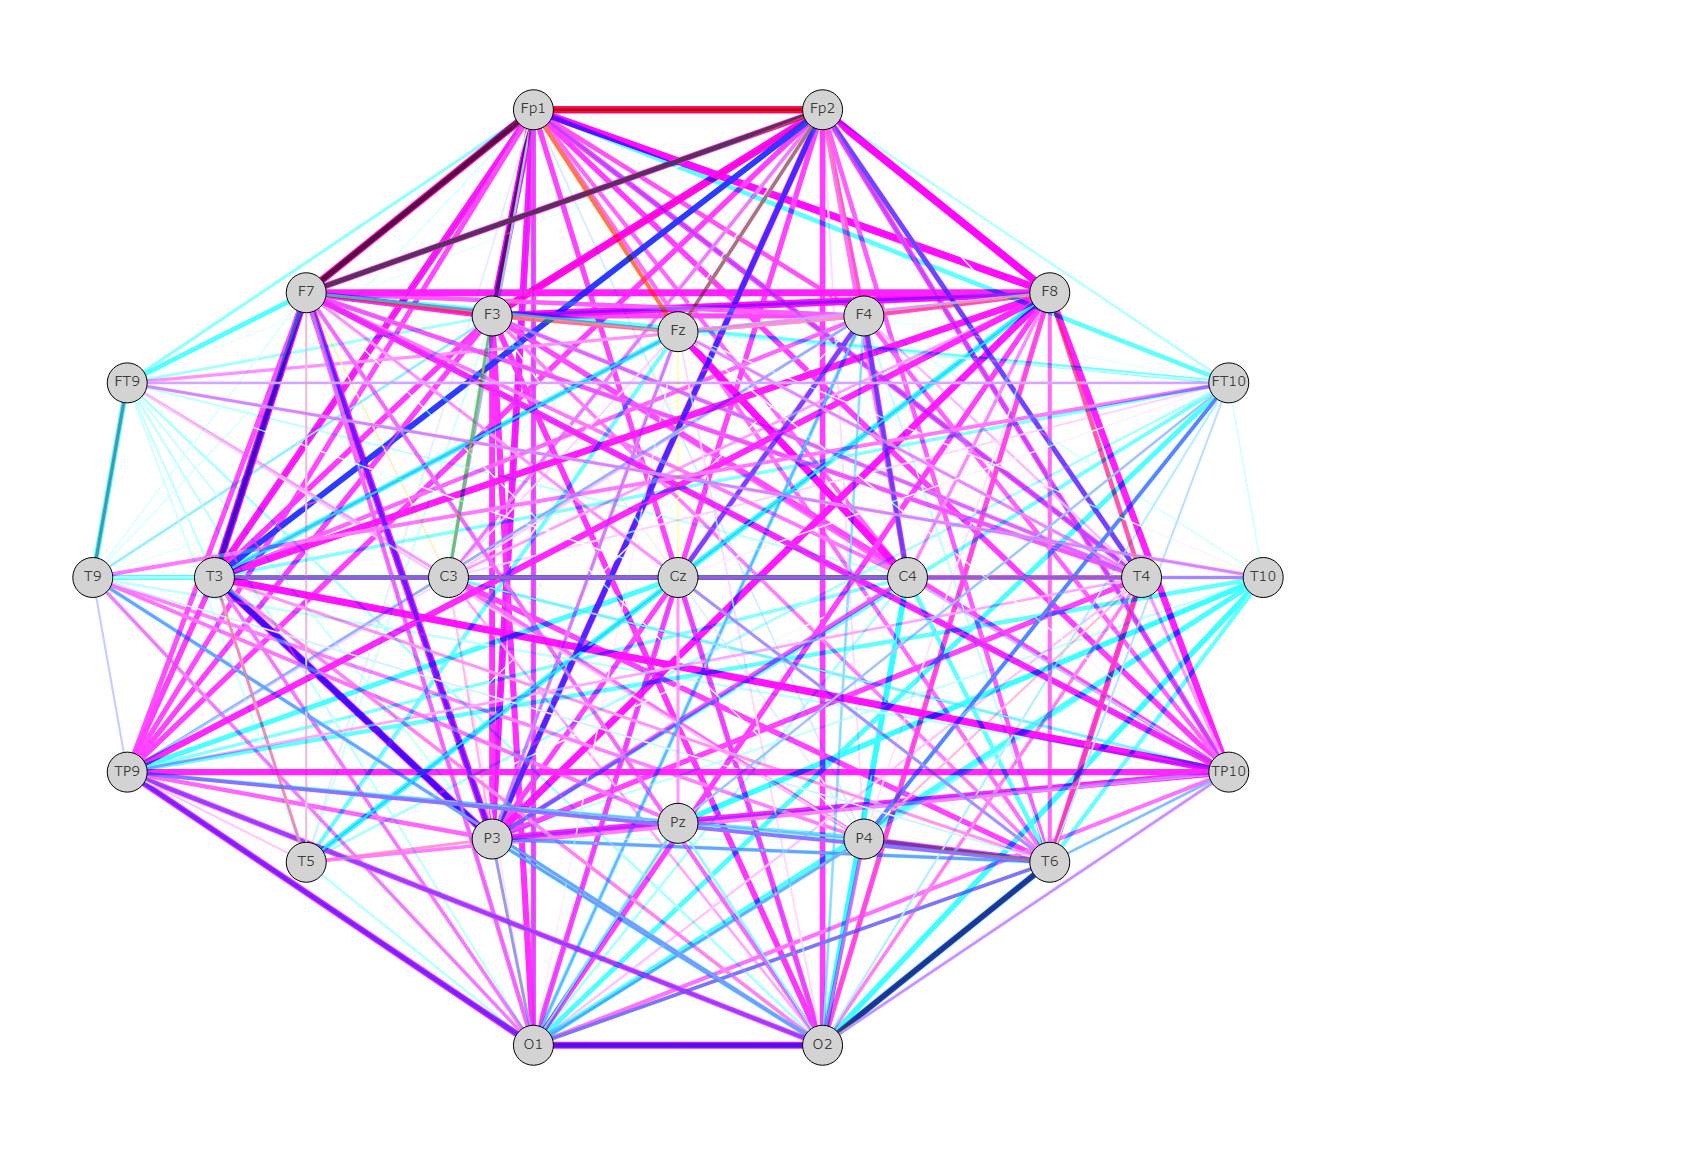 Fp1 Fp2
F7 F3 Fz F4 F8
FT9 FT10
T9 T3 C3 Cz C4 T4 T10
TP9 TP10
T5 P3 Pz P4 T6
O1 O2